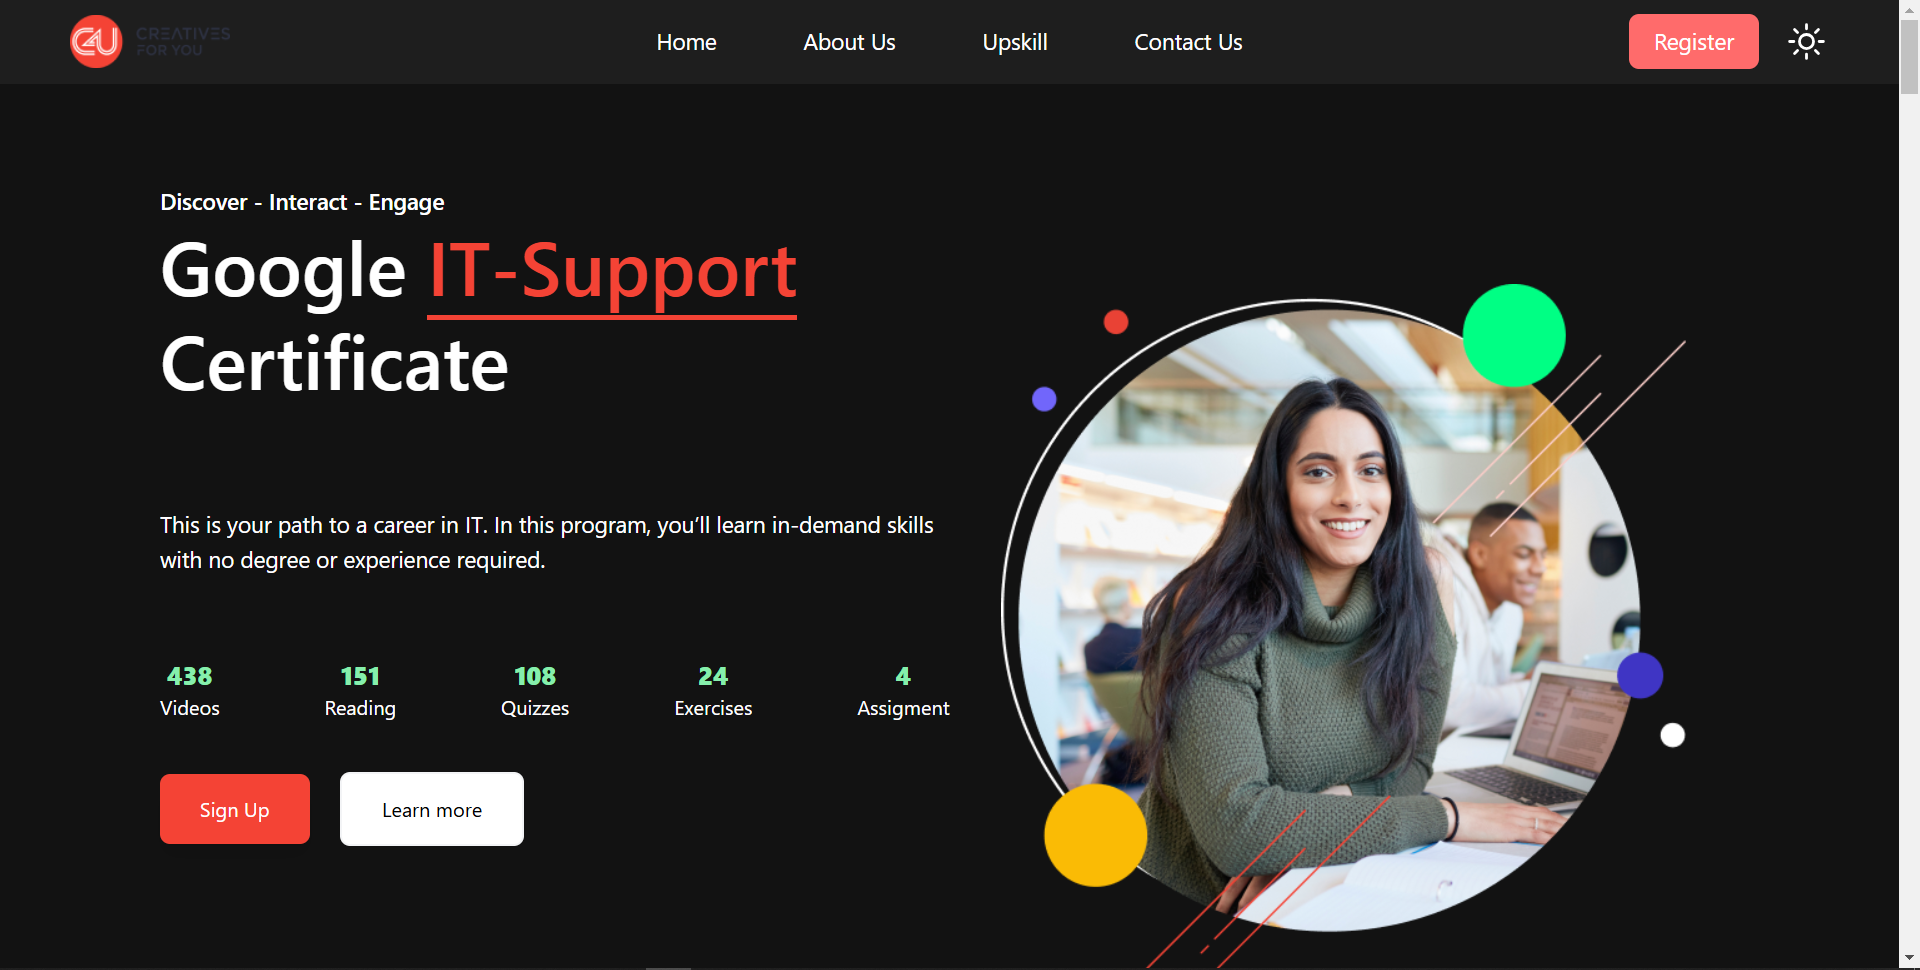 C4U CREATIVES
FOR YOU
Home
About Us
Upskill
Contact Us
Register
Discover - Interact - Engage
Google IT-Support
Certificate
This is your path to a career in IT. In this program, you’ll learn in-demand skills
with no degree or experience required.
438
Videos
151
Reading
108
Quizzes
24
Exercises
4
Assigment
Sign Up
Learn more